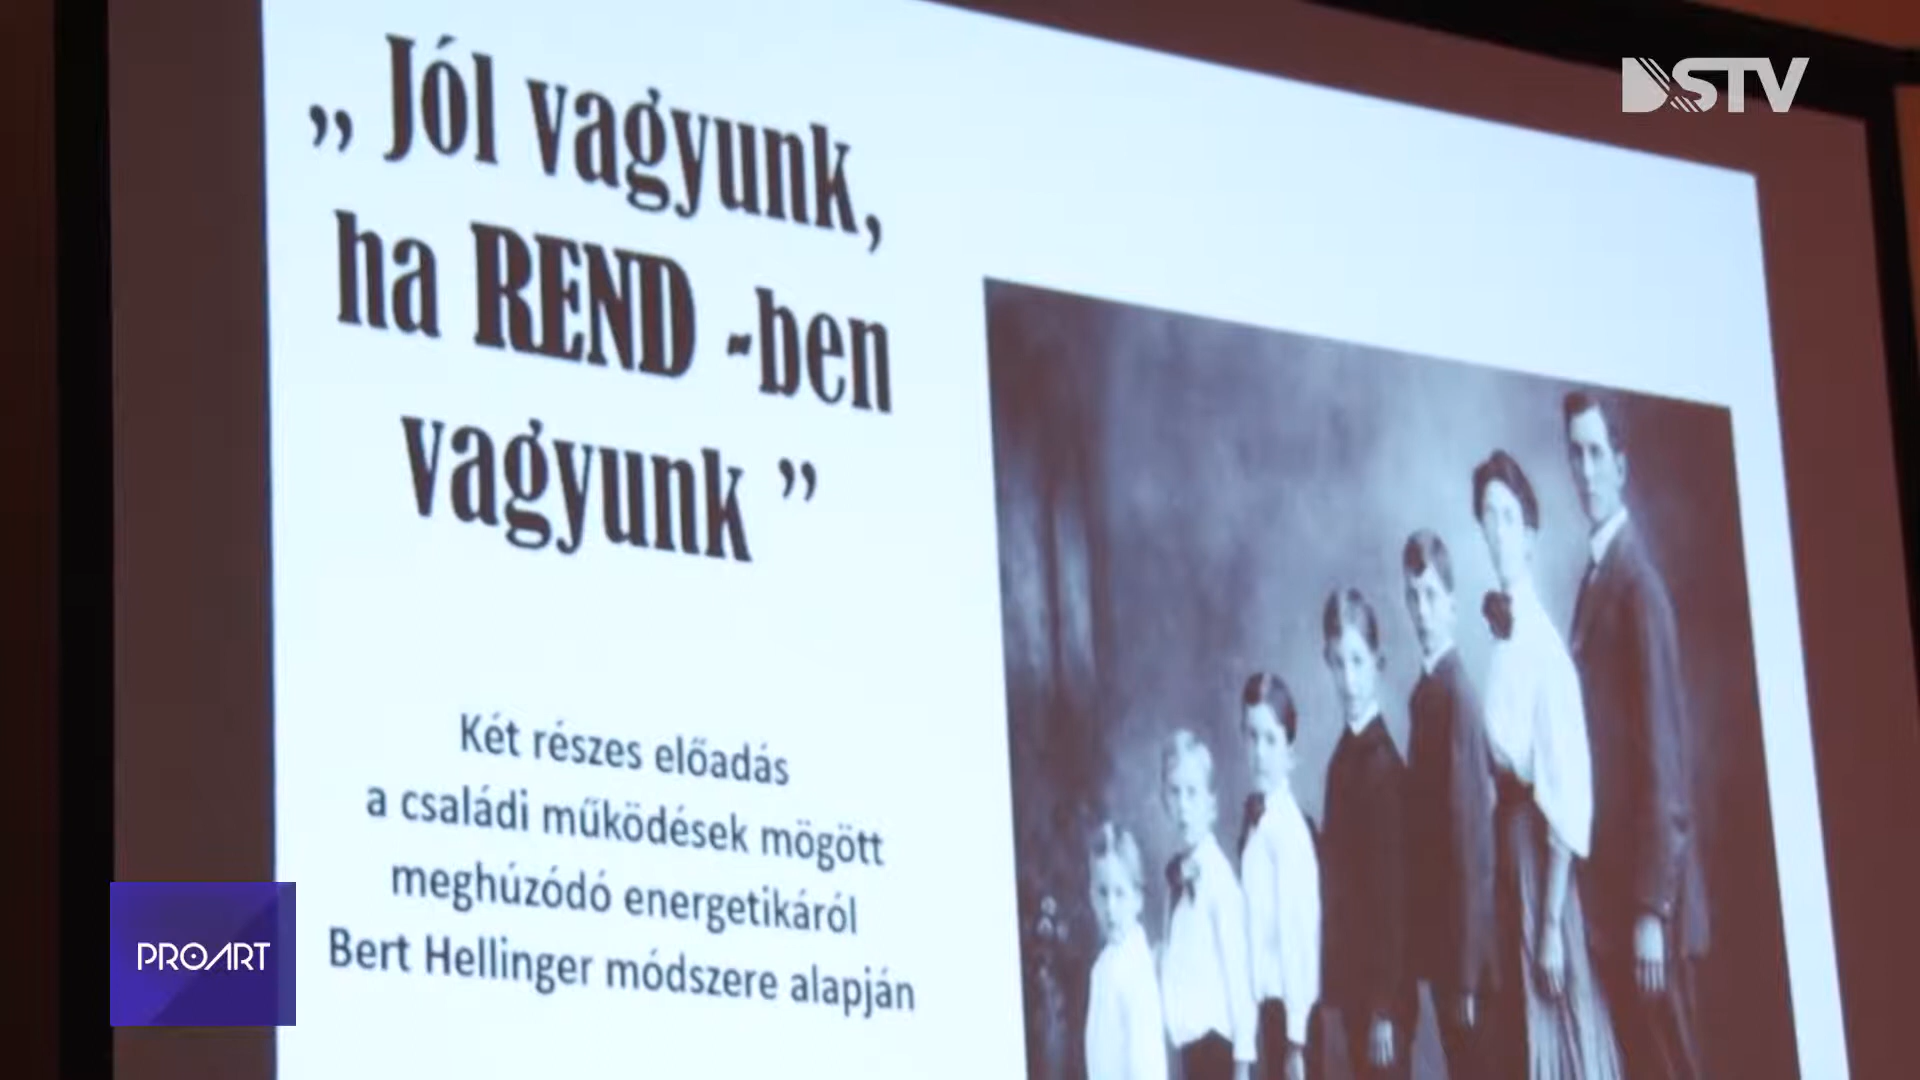 DSTV
„ Jól vagyunk,
ha REND -ben
vagyunk ”
Két részes előadás
a családi működések mögött
meghúzódó energetikáról
Bert Hellinger módszere alapján
PROART